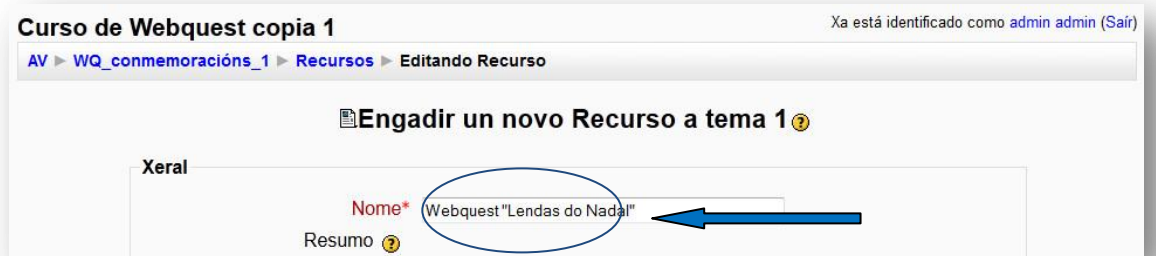 Curso de Webquest copia 1
Xa está identificado como admin admin (Saír)
AV ► WQ_conmemoracións_1 ► Recursos ► Editando Recurso
Engadir un novo Recurso a tema 1 ?
Xeral
Nome* Webquest "Lendas do Nadal"
Resumo ?